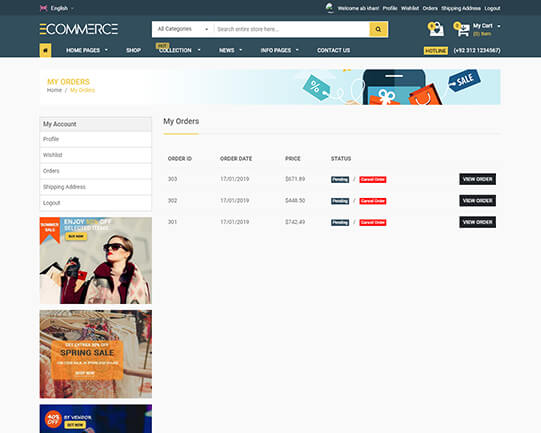 English
Welcome ab khan! Profile Wishlist Orders Shipping Address Logout
ECOMMERCE
All Categories
Search entire store here...
0
0
My Cart
(0) Item
HOME PAGES SHOP COLLECTION NEWS INFO PAGES CONTACT US
HOT
HOTLINE (+92 312 1234567)
MY ORDERS
Home / My Orders
%
SALE
My Account
Profile
Wishlist
Orders
Shipping Address
Logout
My Orders
ORDER ID ORDER DATE PRICE STATUS
303 17/01/2019 $671.89 Pending / Cancel Order VIEW ORDER
302 17/01/2019 $448.50 Pending / Cancel Order VIEW ORDER
301 17/01/2019 $742.49 Pending / Cancel Order VIEW ORDER
SUMMER
SALE
ENJOY 50% OFF
SELECTED ITEMS
BUY NOW
GET EXTRA 50% OFF
SPRING SALE
SHOP NOW
40%
OFF
BY VENDOR
BUY NOW